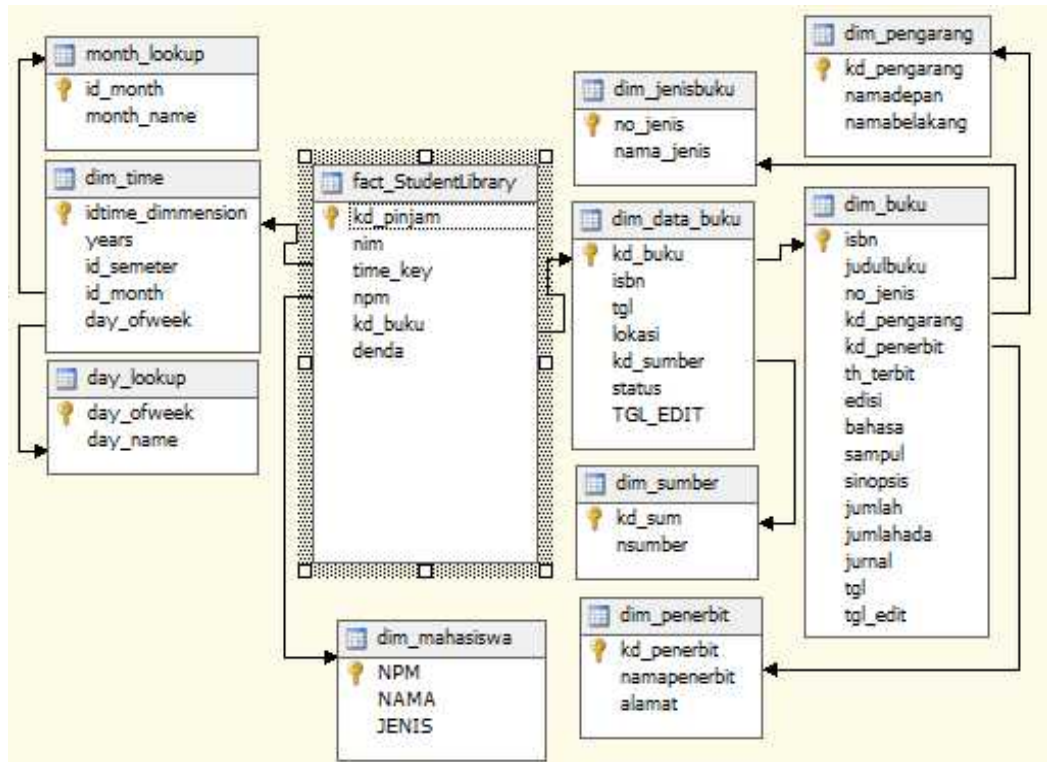 month_lookup
id_month
month_name
dim_time
idtime_dimmension
years
id_semeter
id_month
day_ofweek
day_lookup
day_ofweek
day_name
fact_StudentLibrary
kd_pinjam
nim
time_key
npm
kd_buku
denda
dim_mahasiswa
NPM
NAMA
JENIS
dim_jenisbuku
no_jenis
nama_jenis
dim_data_buku
kd_buku
isbn
tgl
lokasi
kd_sumber
status
TGL_EDIT
dim_sumber
kd_sum
nsumber
dim_penerbit
kd_penerbit
namapenerbit
alamat
dim_pengarang
kd_pengarang
namadepan
namabelakang
dim_buku
isbn
judulbuku
no_jenis
kd_pengarang
kd_penerbit
th_terbit
edisi
bahasa
sampul
sinopsis
jumlah
jumlahada
jurnal
tgl
tgl_edit